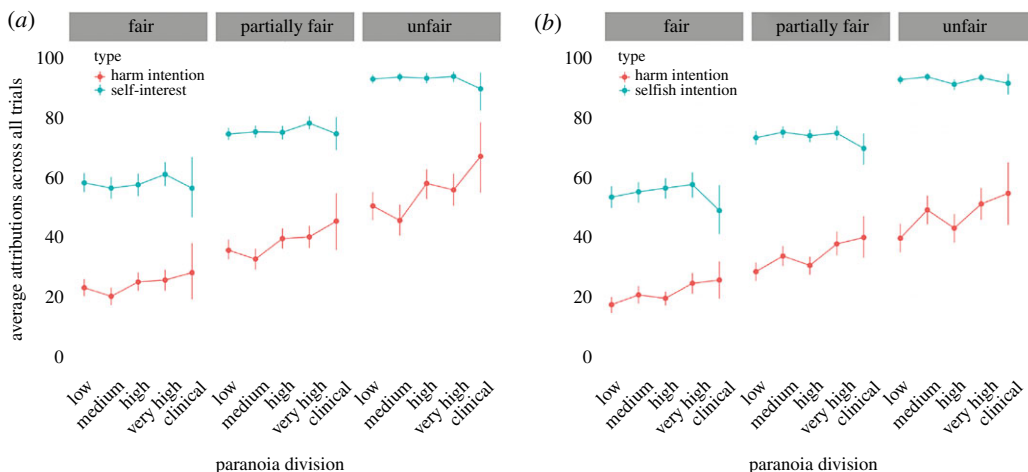 (a)
fair
partially fair
unfair
type
harm intention
self-interest
average attributions across all trials
100
80
60
40
20
0
low
medium
high
very high
clinical
low
medium
high
very high
clinical
low
medium
high
very high
clinical
paranoia division
(b)
fair
partially fair
unfair
type
harm intention
selfish intention
100
80
60
40
20
0
low
medium
high
very high
clinical
low
medium
high
very high
clinical
low
medium
high
very high
clinical
paranoia division